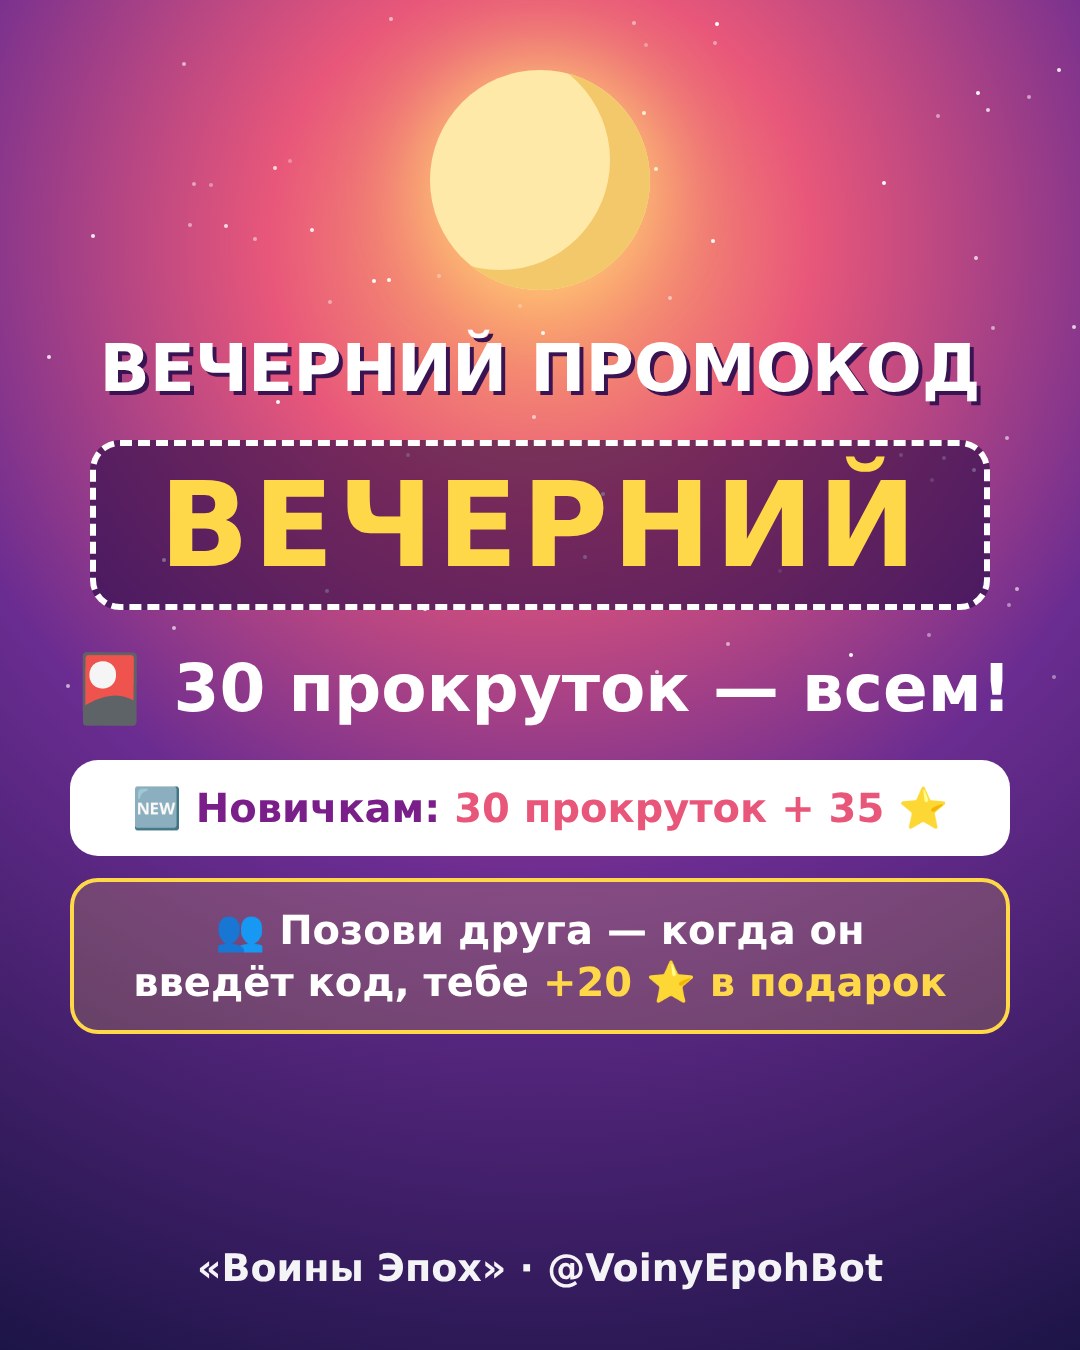 ВЕЧЕРНИЙ ПРОМОКОД
ВЕЧЕРНИЙ
🎴 30 прокруток — всем!
🆕 Новичкам: 30 прокруток + 35 ⭐
👥 Позови друга — когда он
введёт код, тебе +20 ⭐ в подарок
«Воины Эпох» · @VoinyEpohBot